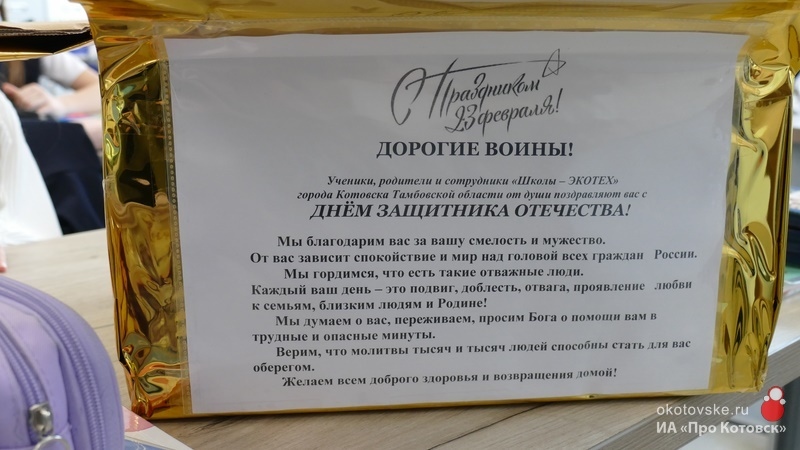 С Праздником
23 февраля!
ДОРОГИЕ ВОИНЫ!
Ученики, родители и сотрудники «Школы – ЭКОТЕХ»
города Котовска Тамбовской области от души поздравляют вас с
ДНЁМ ЗАЩИТНИКА ОТЕЧЕСТВА!
Мы благодарим вас за вашу смелость и мужество.
От вас зависит спокойствие и мир над головой всех граждан России.
Мы гордимся, что есть такие отважные люди.
Каждый ваш день – это подвиг, доблесть, отвага, проявление любви
к семьям, близким людям и Родине!
Мы думаем о вас, переживаем, просим Бога о помощи вам в
трудные и опасные минуты.
Верим, что молитвы тысяч и тысяч людей способны стать для вас
оберегом.
Желаем всем доброго здоровья и возвращения домой!
okotovske.ru
ИА «Про Котовск»